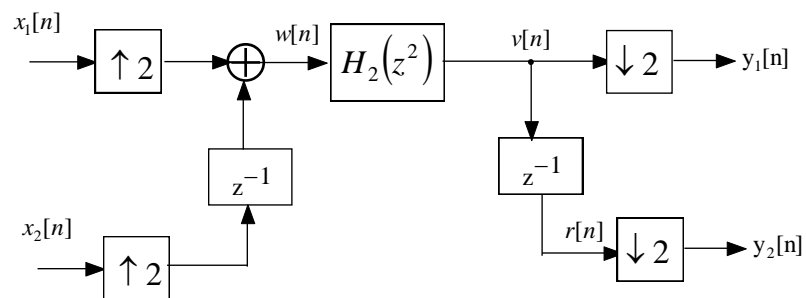 x₁[n]
↑ 2
w[n]
H₂(z²)
v[n]
↓ 2
y₁[n]
z⁻¹
z⁻¹
x₂[n]
↑ 2
r[n]
↓ 2
y₂[n]